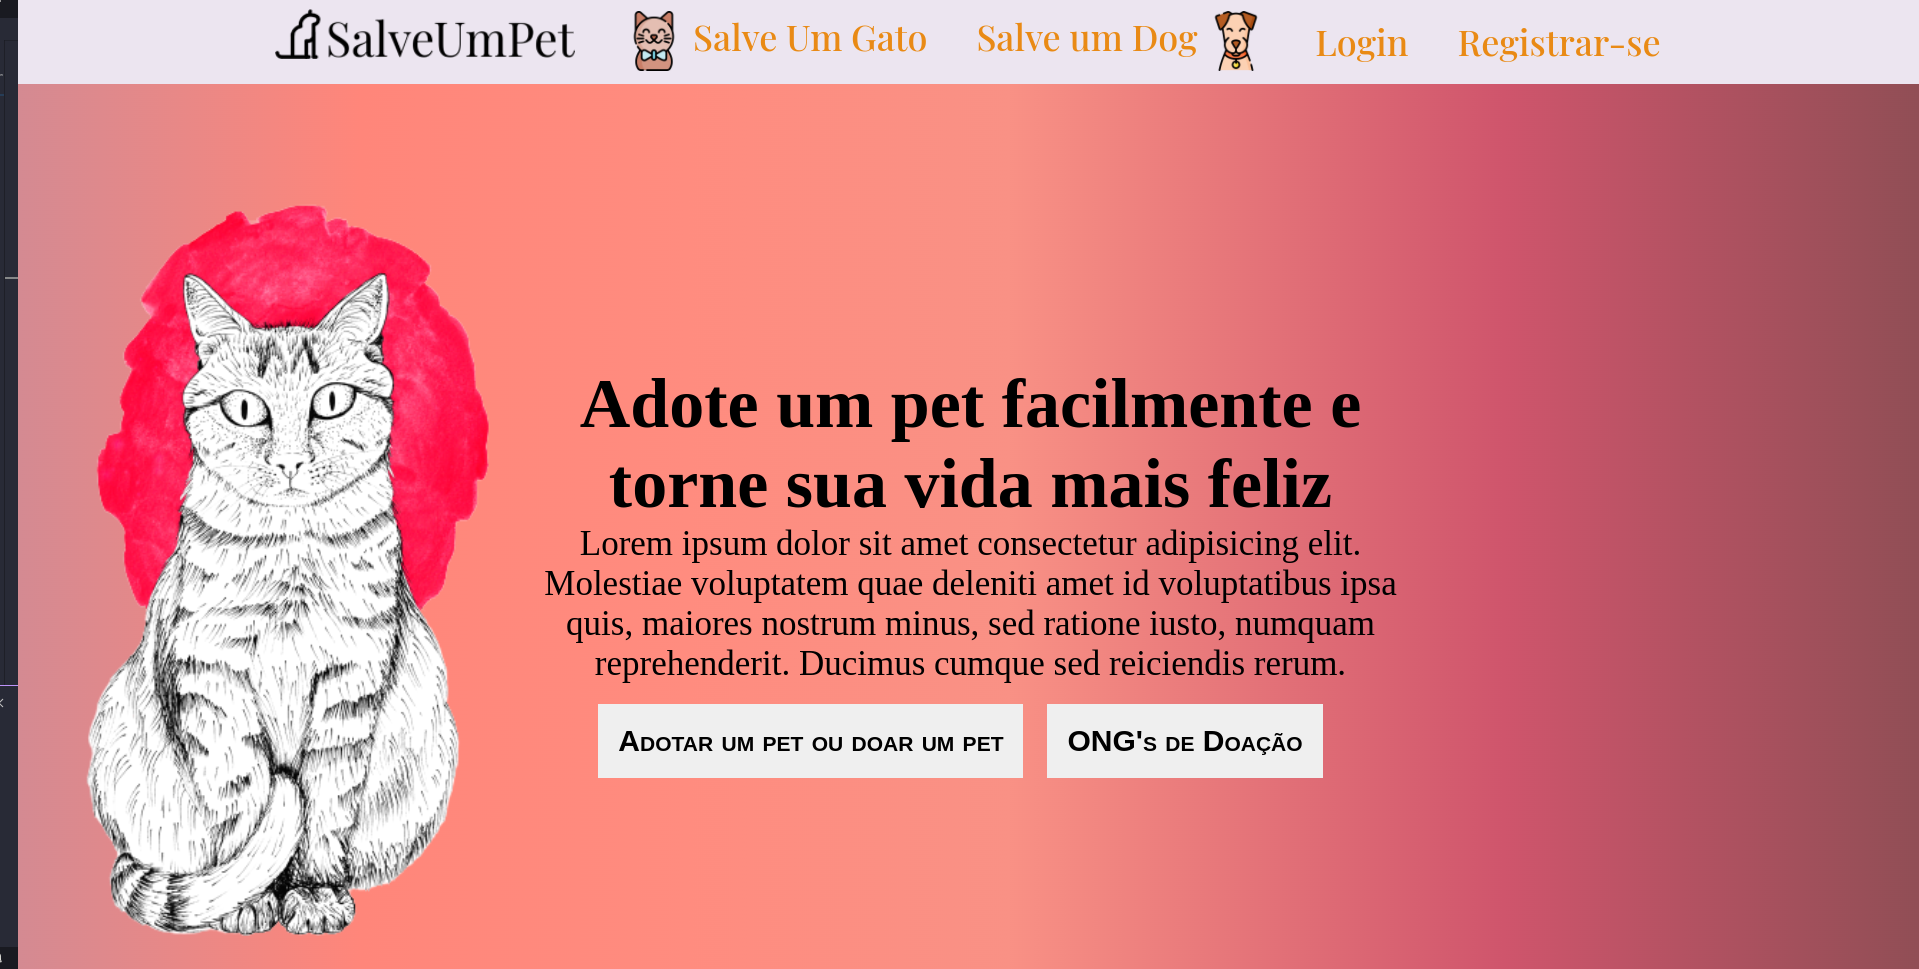 SalveUmPet
Salve Um Gato
Salve um Dog
Login
Registrar-se
Adote um pet facilmente e
torne sua vida mais feliz
Lorem ipsum dolor sit amet consectetur adipisicing elit.
Molestiae voluptatem quae deleniti amet id voluptatibus ipsa
quis, maiores nostrum minus, sed ratione iusto, numquam
reprehenderit. Ducimus cumque sed reiciendis rerum.
Adotar um pet ou doar um pet
ONG's de Doação